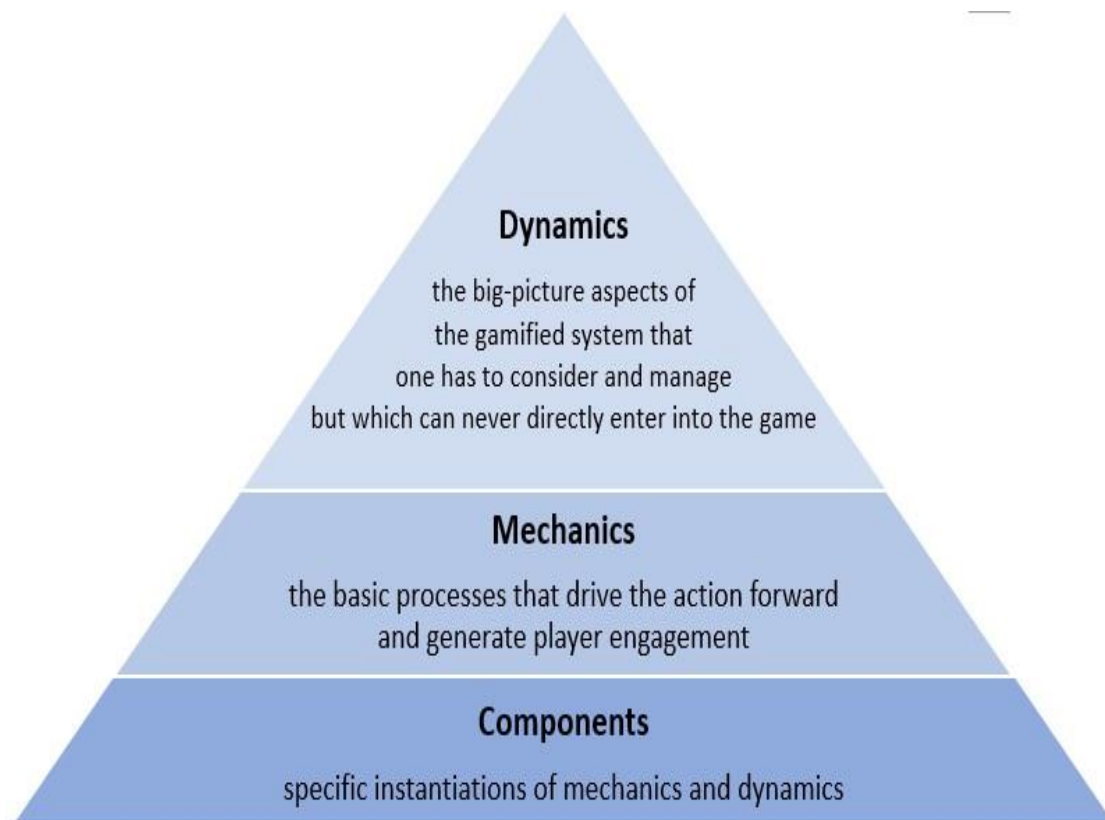 Dynamics
the big-picture aspects of
the gamified system that
one has to consider and manage
but which can never directly enter into the game
Mechanics
the basic processes that drive the action forward
and generate player engagement
Components
specific instantiations of mechanics and dynamics